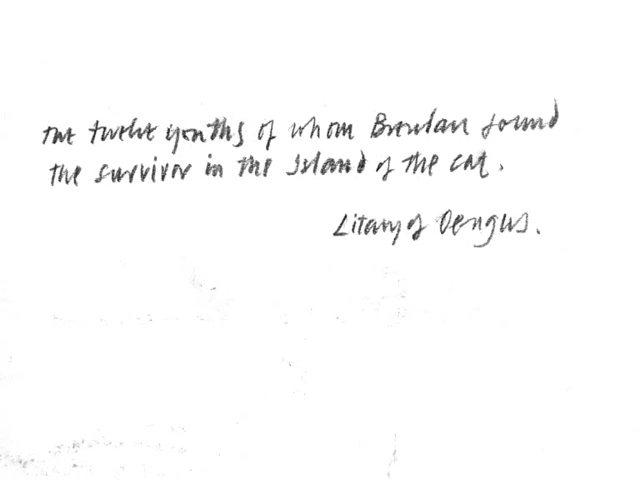 The twelve youths of whom Brendan found
the survivor in the Island of the cat.
Litany of Oengus.